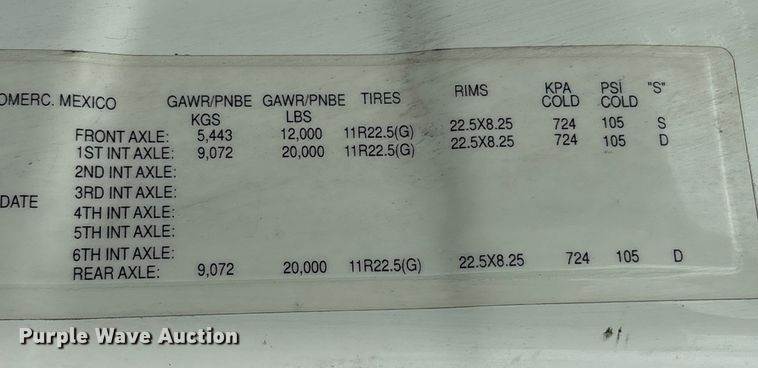 OMERC. MEXICO GAWR/PNBE GAWR/PNBE TIRES RIMS KPA PSI "S"
KGS LBS COLD COLD
FRONT AXLE: 5,443 12,000 11R22.5(G) 22.5X8.25 724 105 S
1ST INT AXLE: 9,072 20,000 11R22.5(G) 22.5X8.25 724 105 D
2ND INT AXLE:
3RD INT AXLE:
DATE 4TH INT AXLE:
5TH INT AXLE:
6TH INT AXLE:
REAR AXLE: 9,072 20,000 11R22.5(G) 22.5X8.25 724 105 D
Purple Wave Auction